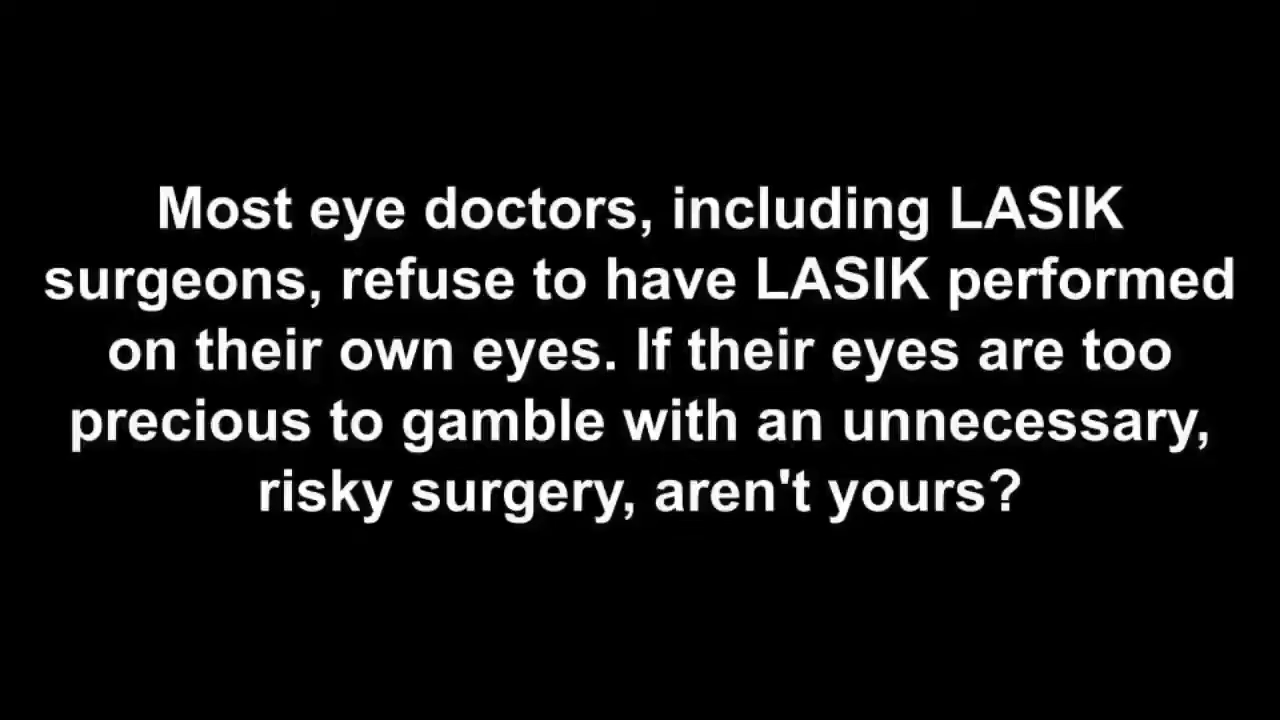 Most eye doctors, including LASIK
surgeons, refuse to have LASIK performed
on their own eyes. If their eyes are too
precious to gamble with an unnecessary,
risky surgery, aren't yours?